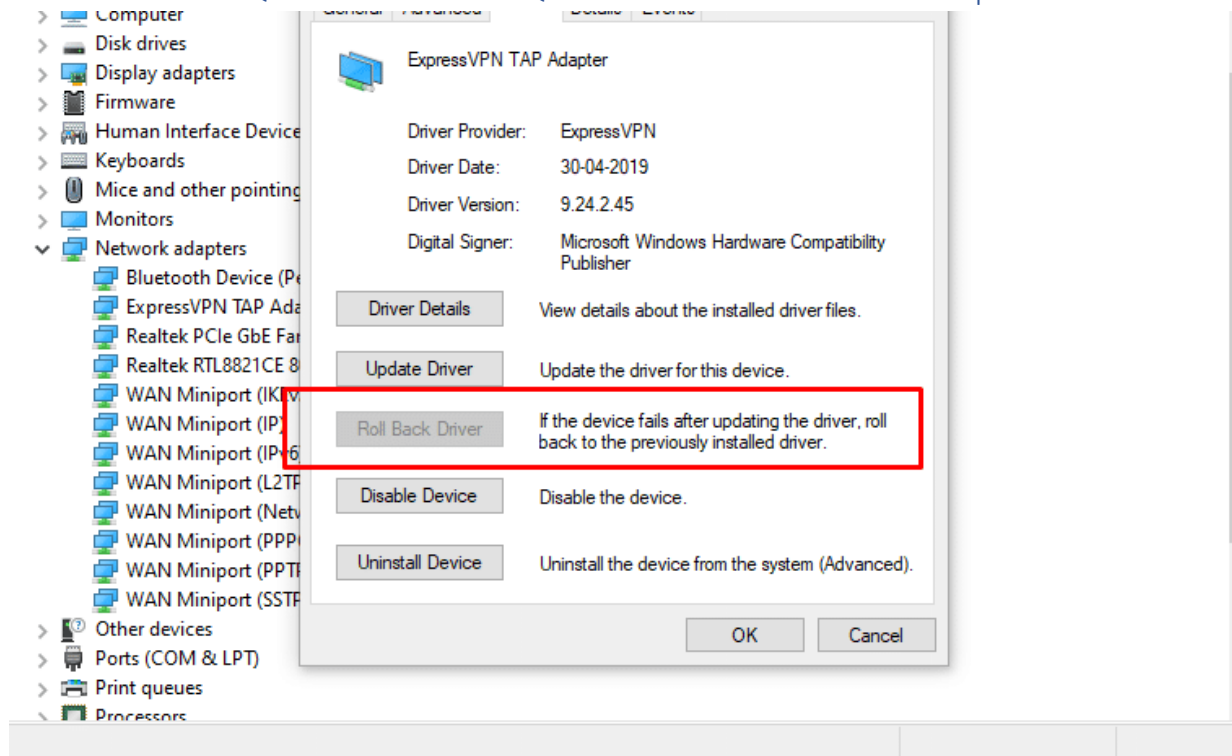 Computer
Disk drives
Display adapters
Firmware
Human Interface Device
Keyboards
Mice and other pointing
Monitors
Network adapters
Bluetooth Device (Pe
ExpressVPN TAP Ada
Realtek PCIe GbE Far
Realtek RTL8821CE 8
WAN Miniport (IKEv
WAN Miniport (IP)
WAN Miniport (IPv6
WAN Miniport (L2TP
WAN Miniport (Netw
WAN Miniport (PPPO
WAN Miniport (PPTP
WAN Miniport (SSTP
Other devices
Ports (COM & LPT)
Print queues
Processors
General Advanced Details Events
ExpressVPN TAP Adapter
Driver Provider: ExpressVPN
Driver Date: 30-04-2019
Driver Version: 9.24.2.45
Digital Signer: Microsoft Windows Hardware Compatibility
Publisher
Driver Details View details about the installed driver files.
Update Driver Update the driver for this device.
Roll Back Driver If the device fails after updating the driver, roll
back to the previously installed driver.
Disable Device Disable the device.
Uninstall Device Uninstall the device from the system (Advanced).
OK Cancel